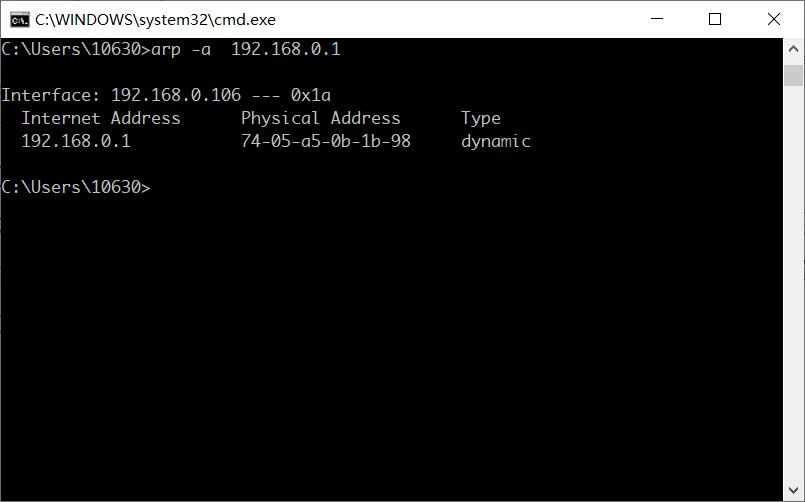 C:\WINDOWS\system32\cmd.exe
C:\Users\10630>arp -a  192.168.0.1
Interface: 192.168.0.106 --- 0x1a
  Internet Address      Physical Address      Type
  192.168.0.1           74-05-a5-0b-1b-98     dynamic
C:\Users\10630>